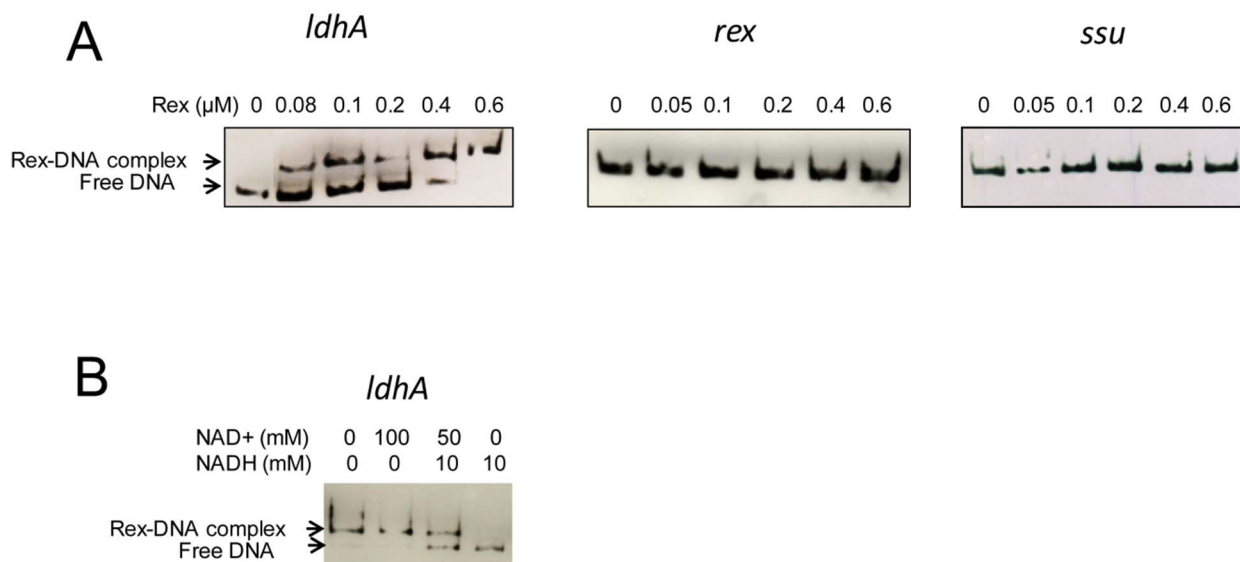 A
ldhA
rex
ssu
Rex (µM) 0 0.08 0.1 0.2 0.4 0.6
0 0.05 0.1 0.2 0.4 0.6
0 0.05 0.1 0.2 0.4 0.6
Rex-DNA complex
Free DNA
B
ldhA
NAD+ (mM) 0 100 50 0
NADH (mM) 0 0 10 10
Rex-DNA complex
Free DNA